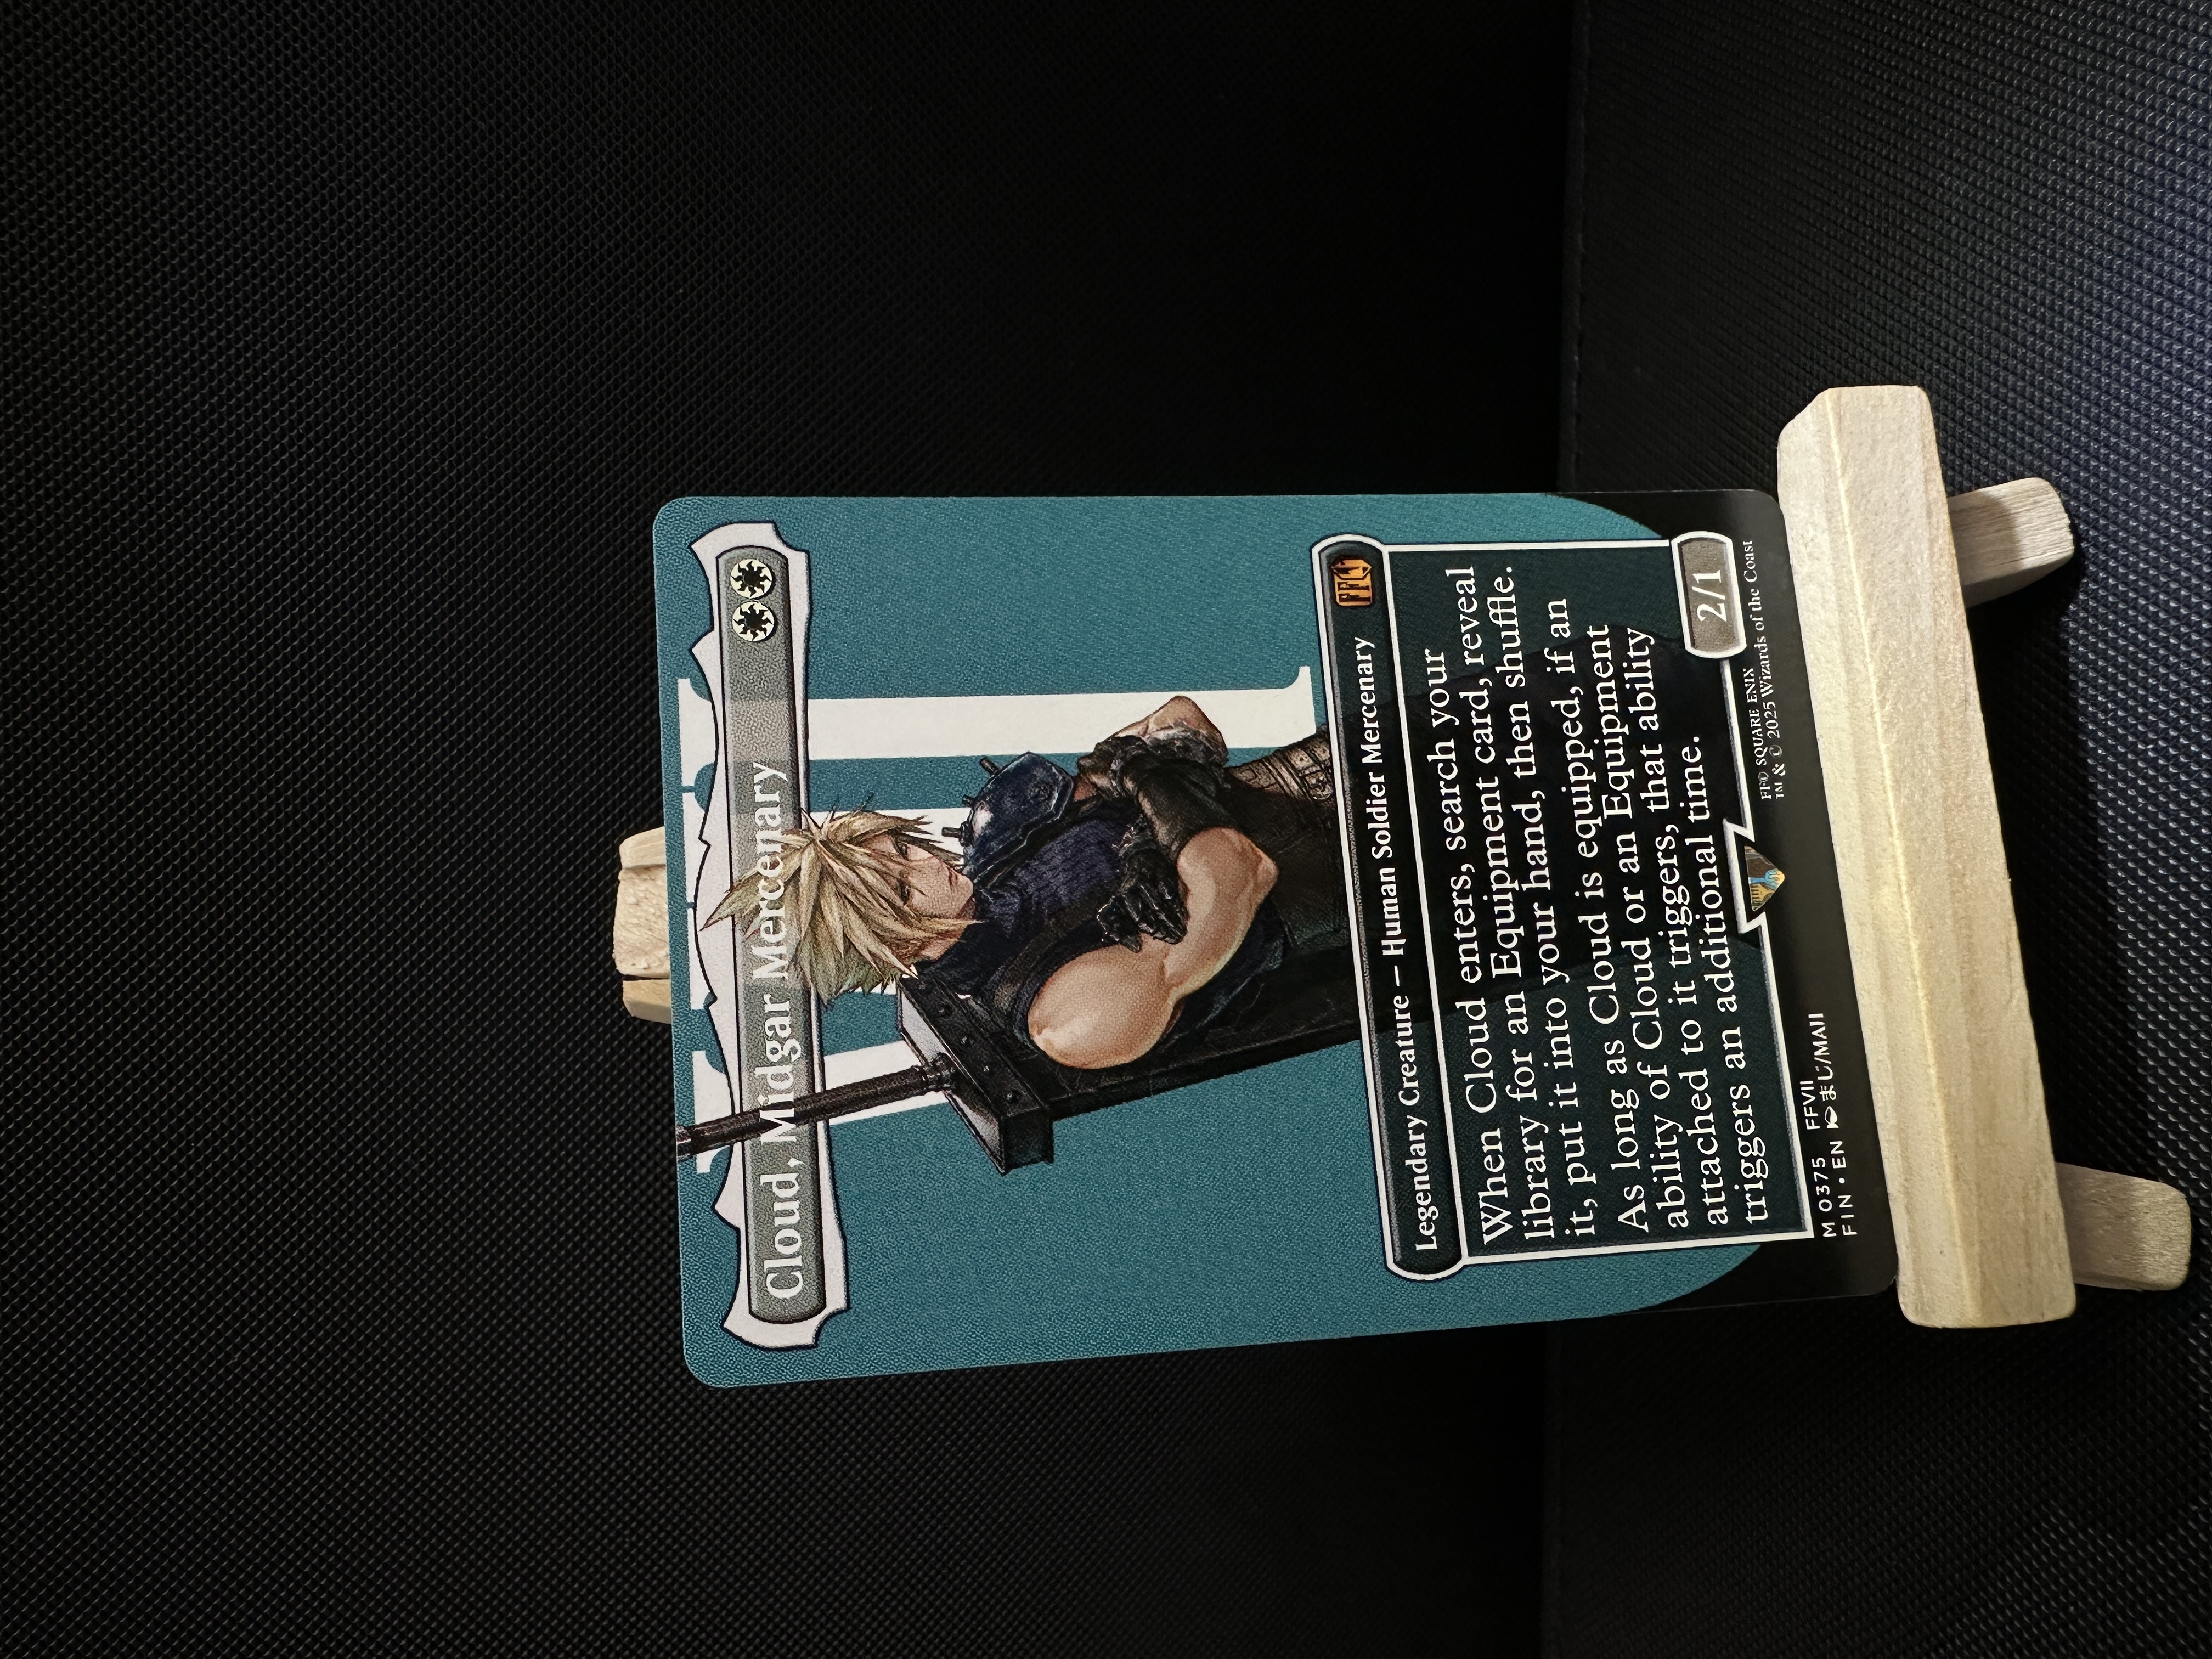 VII
Cloud, Midgar Mercenary
Legendary Creature — Human Soldier Mercenary
FF
When Cloud enters, search your
library for an Equipment card, reveal
it, put it into your hand, then shuffle.
As long as Cloud is equipped, if an
ability of Cloud or an Equipment
attached to it triggers, that ability
triggers an additional time.
2/1
M 0375 FFVII
FIN • EN まじ/MAJI
FF© SQUARE ENIX
™ & © 2025 Wizards of the Coast